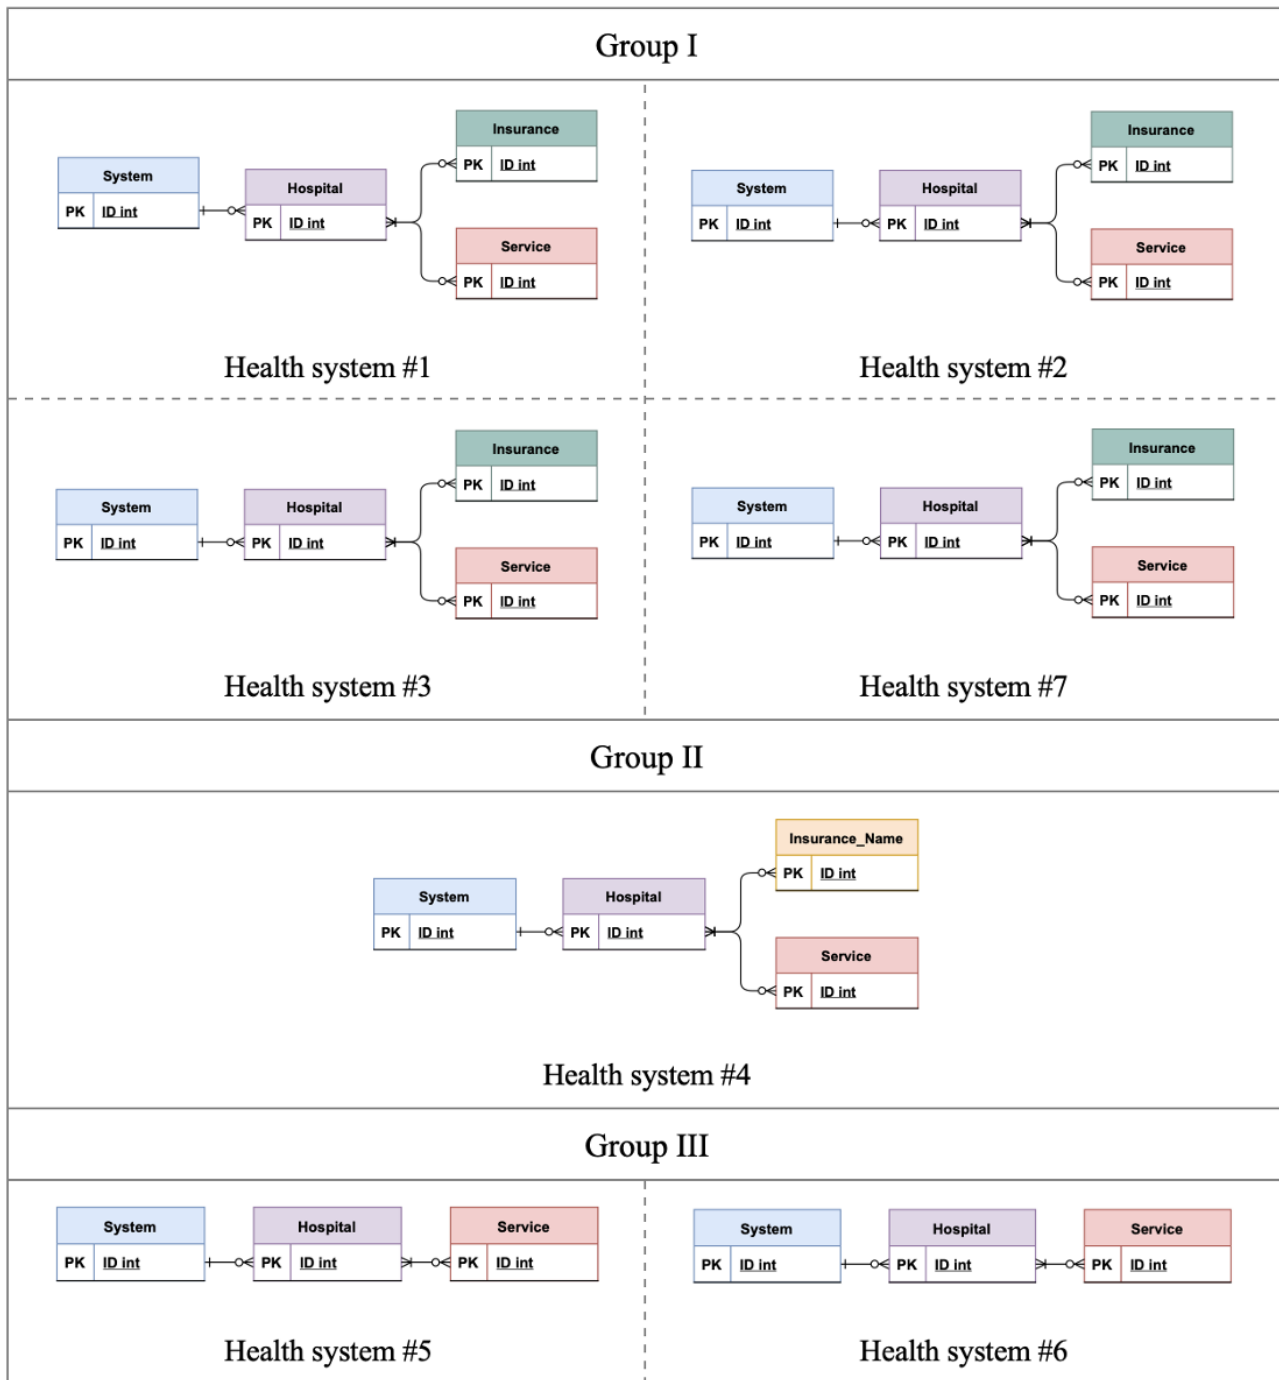 Group I
System
PK ID int
Hospital
PK ID int
Insurance
PK ID int
Service
PK ID int
Health system #1
System
PK ID int
Hospital
PK ID int
Insurance
PK ID int
Service
PK ID int
Health system #2
System
PK ID int
Hospital
PK ID int
Insurance
PK ID int
Service
PK ID int
Health system #3
System
PK ID int
Hospital
PK ID int
Insurance
PK ID int
Service
PK ID int
Health system #7
Group II
System
PK ID int
Hospital
PK ID int
Insurance_Name
PK ID int
Service
PK ID int
Health system #4
Group III
System
PK ID int
Hospital
PK ID int
Service
PK ID int
Health system #5
System
PK ID int
Hospital
PK ID int
Service
PK ID int
Health system #6